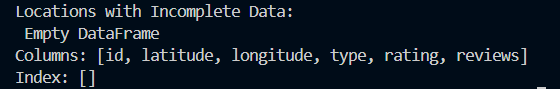 Locations with Incomplete Data:
 Empty DataFrame
Columns: [id, latitude, longitude, type, rating, reviews]
Index: []